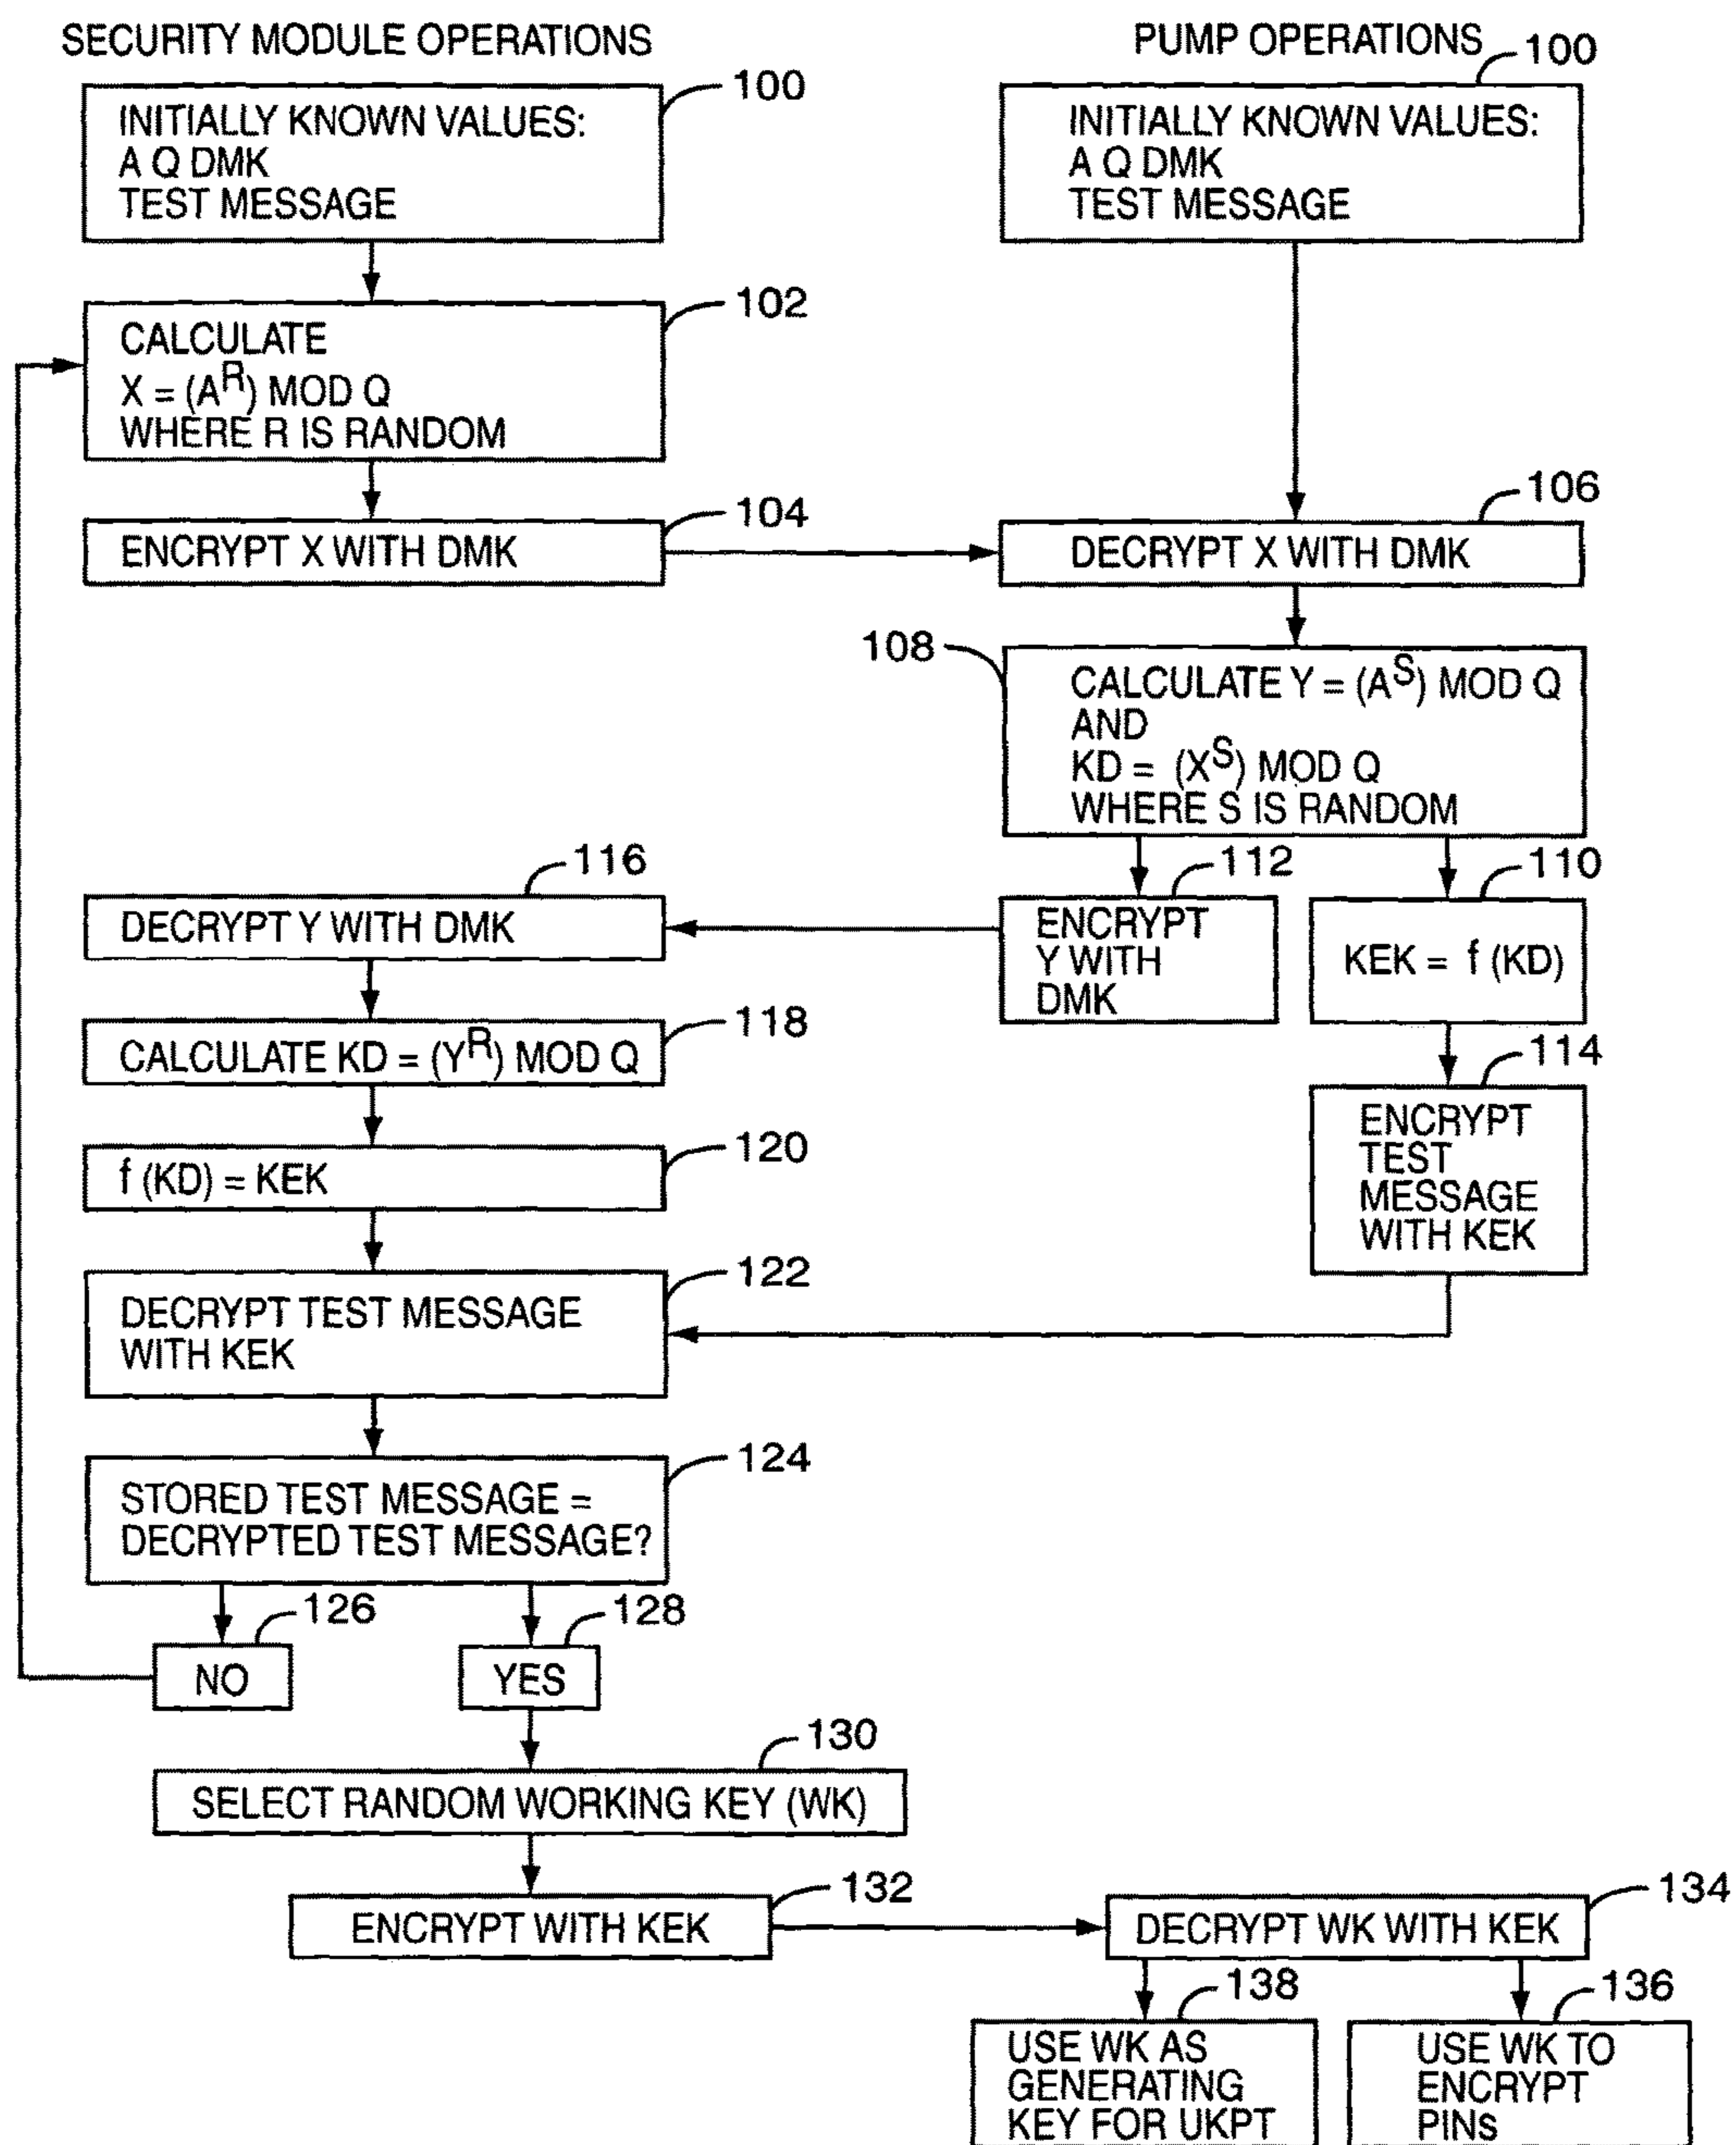 SECURITY MODULE OPERATIONS
PUMP OPERATIONS
100
INITIALLY KNOWN VALUES:
A Q DMK
TEST MESSAGE
100
INITIALLY KNOWN VALUES:
A Q DMK
TEST MESSAGE
102
CALCULATE
X = (A^R) MOD Q
WHERE R IS RANDOM
104
ENCRYPT X WITH DMK
106
DECRYPT X WITH DMK
108
CALCULATE Y = (A^S) MOD Q
AND
KD = (X^S) MOD Q
WHERE S IS RANDOM
112
ENCRYPT
Y WITH
DMK
110
KEK = f (KD)
116
DECRYPT Y WITH DMK
118
CALCULATE KD = (Y^R) MOD Q
114
ENCRYPT
TEST
MESSAGE
WITH KEK
120
f (KD) = KEK
122
DECRYPT TEST MESSAGE
WITH KEK
124
STORED TEST MESSAGE =
DECRYPTED TEST MESSAGE?
126
NO
128
YES
130
SELECT RANDOM WORKING KEY (WK)
132
ENCRYPT WITH KEK
134
DECRYPT WK WITH KEK
138
USE WK AS
GENERATING
KEY FOR UKPT
136
USE WK TO
ENCRYPT
PINs